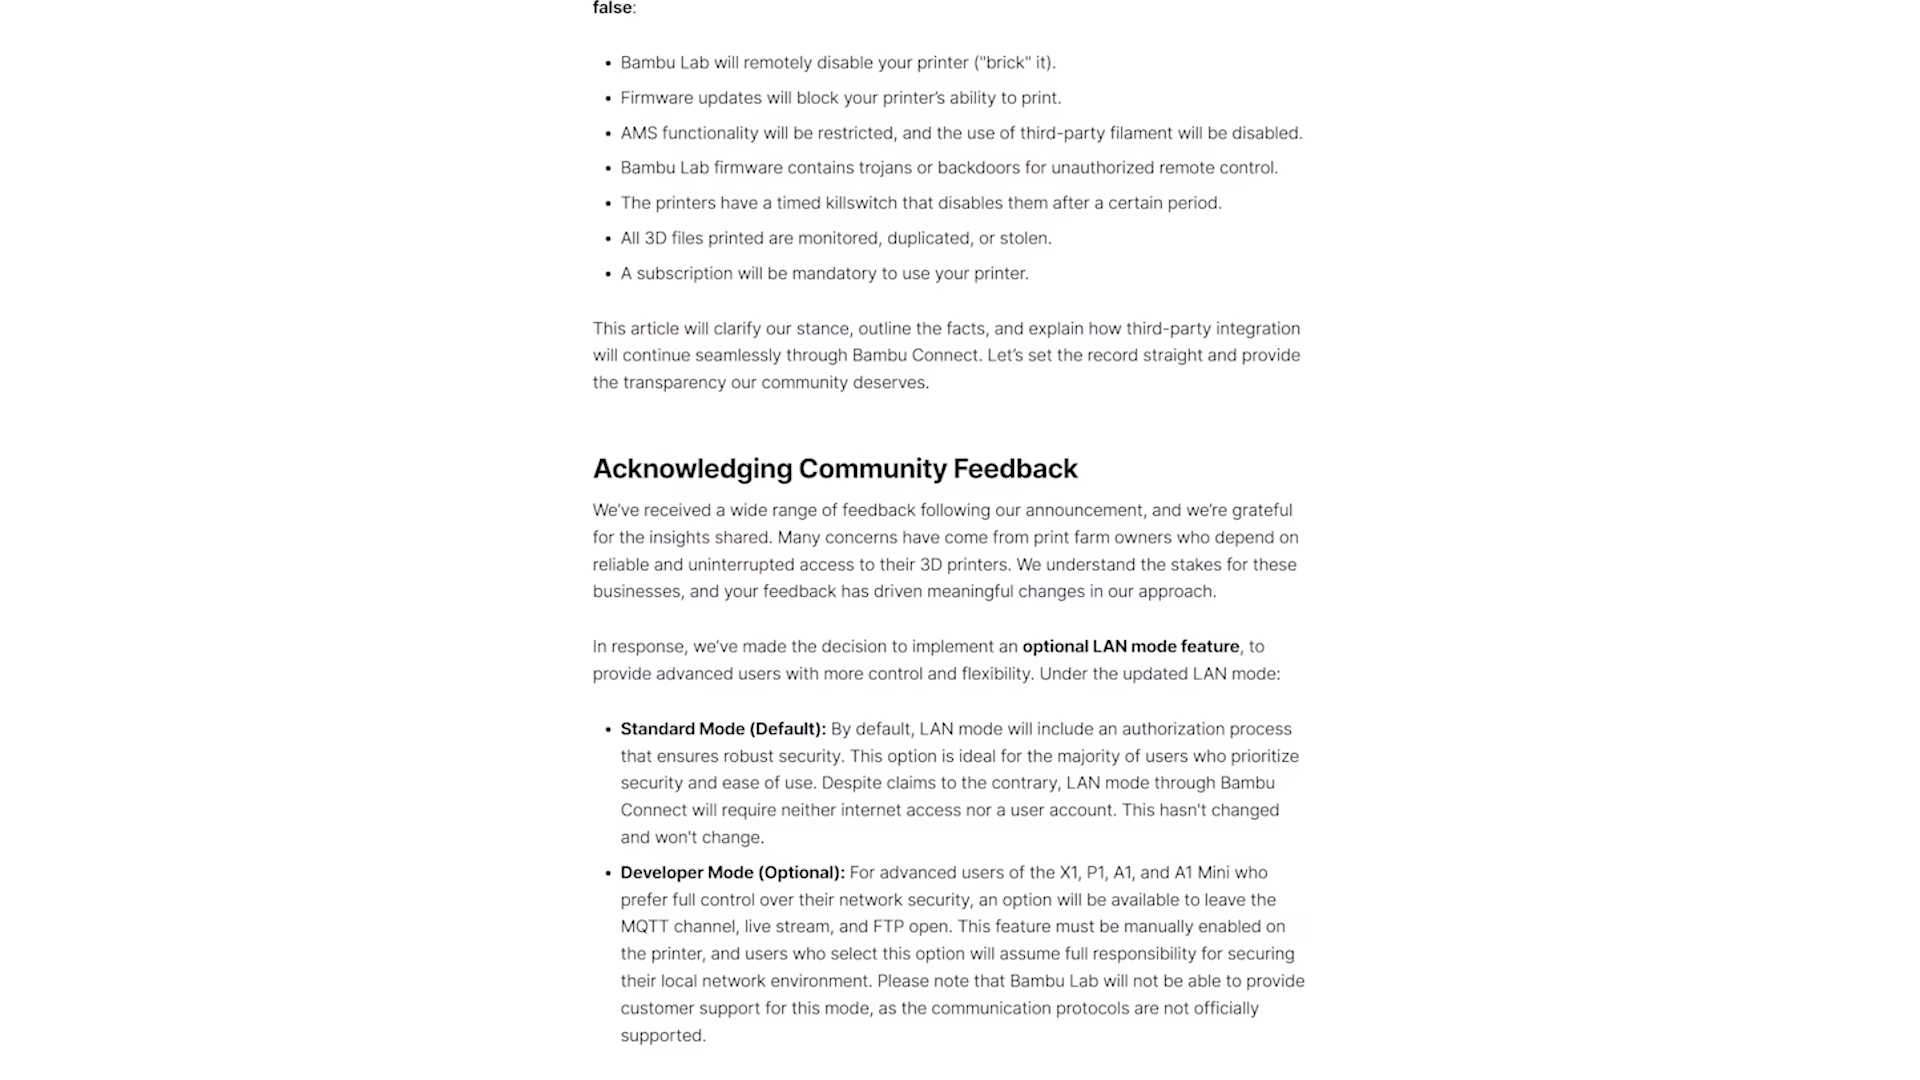 false:
• Bambu Lab will remotely disable your printer ("brick" it).
• Firmware updates will block your printer’s ability to print.
• AMS functionality will be restricted, and the use of third-party filament will be disabled.
• Bambu Lab firmware contains trojans or backdoors for unauthorized remote control.
• The printers have a timed killswitch that disables them after a certain period.
• All 3D files printed are monitored, duplicated, or stolen.
• A subscription will be mandatory to use your printer.
This article will clarify our stance, outline the facts, and explain how third-party integration
will continue seamlessly through Bambu Connect. Let’s set the record straight and provide
the transparency our community deserves.
Acknowledging Community Feedback
We’ve received a wide range of feedback following our announcement, and we’re grateful
for the insights shared. Many concerns have come from print farm owners who depend on
reliable and uninterrupted access to their 3D printers. We understand the stakes for these
businesses, and your feedback has driven meaningful changes in our approach.
In response, we’ve made the decision to implement an optional LAN mode feature, to
provide advanced users with more control and flexibility. Under the updated LAN mode:
• Standard Mode (Default): By default, LAN mode will include an authorization process
that ensures robust security. This option is ideal for the majority of users who prioritize
security and ease of use. Despite claims to the contrary, LAN mode through Bambu
Connect will require neither internet access nor a user account. This hasn't changed
and won't change.
• Developer Mode (Optional): For advanced users of the X1, P1, A1, and A1 Mini who
prefer full control over their network security, an option will be available to leave the
MQTT channel, live stream, and FTP open. This feature must be manually enabled on
the printer, and users who select this option will assume full responsibility for securing
their local network environment. Please note that Bambu Lab will not be able to provide
customer support for this mode, as the communication protocols are not officially
supported.